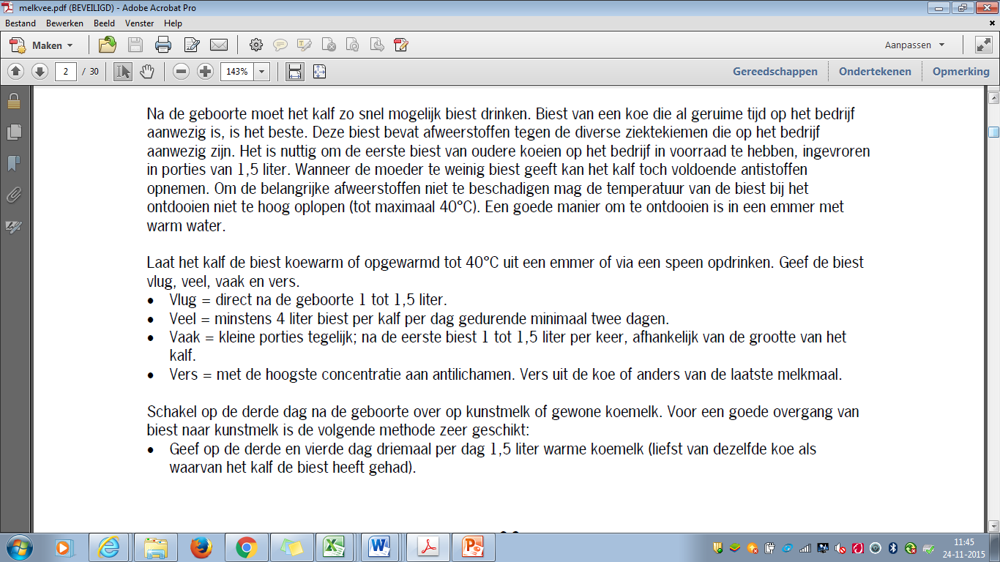 melkvee.pdf (BEVEILIGD) - Adobe Acrobat Pro
Bestand Bewerken Beeld Venster Help
Maken Aanpassen
2 / 30 143% Gereedschappen Ondertekenen Opmerking
Na de geboorte moet het kalf zo snel mogelijk biest drinken. Biest van een koe die al geruime tijd op het bedrijf
aanwezig is, is het beste. Deze biest bevat afweerstoffen tegen de diverse ziektekiemen die op het bedrijf
aanwezig zijn. Het is nuttig om de eerste biest van oudere koeien op het bedrijf in voorraad te hebben, ingevroren
in porties van 1,5 liter. Wanneer de moeder te weinig biest geeft kan het kalf toch voldoende antistoffen
opnemen. Om de belangrijke afweerstoffen niet te beschadigen mag de temperatuur van de biest bij het
ontdooien niet te hoog oplopen (tot maximaal 40°C). Een goede manier om te ontdooien is in een emmer met
warm water.
Laat het kalf de biest koewarm of opgewarmd tot 40°C uit een emmer of via een speen opdrinken. Geef de biest
vlug, veel, vaak en vers.
• Vlug = direct na de geboorte 1 tot 1,5 liter.
• Veel = minstens 4 liter biest per kalf per dag gedurende minimaal twee dagen.
• Vaak = kleine porties tegelijk; na de eerste biest 1 tot 1,5 liter per keer, afhankelijk van de grootte van het
kalf.
• Vers = met de hoogste concentratie aan antilichamen. Vers uit de koe of anders van de laatste melkmaal.
Schakel op de derde dag na de geboorte over op kunstmelk of gewone koemelk. Voor een goede overgang van
biest naar kunstmelk is de volgende methode zeer geschikt:
• Geef op de derde en vierde dag driemaal per dag 1,5 liter warme koemelk (liefst van dezelfde koe als
waarvan het kalf de biest heeft gehad).
11:45
24-11-2015